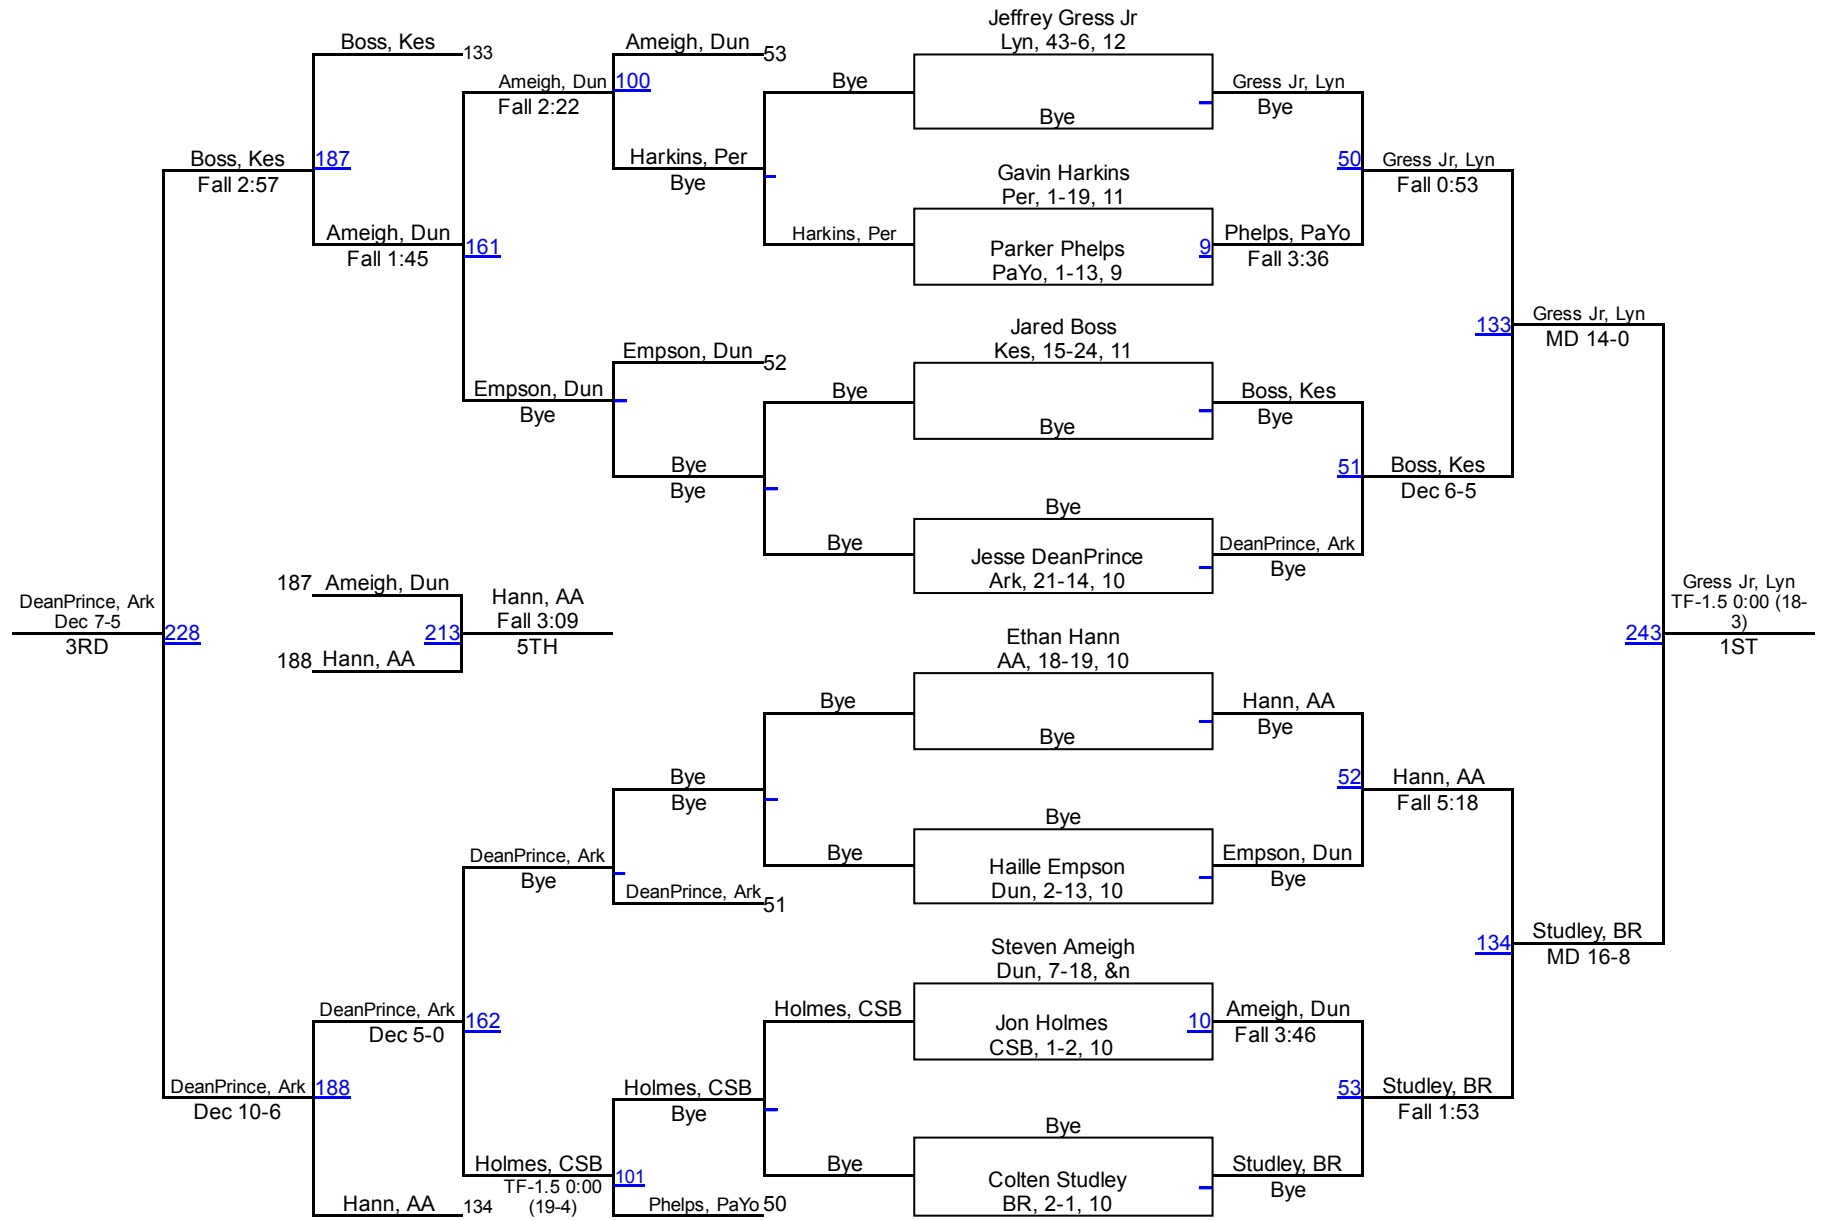 Boss, Kes
133
Boss, Kes
187
Fall 2:57
Ameigh, Dun
Fall 1:45
161
Ameigh, Dun
Fall 2:22
100
Ameigh, Dun
53
Harkins, Per
Bye
Bye
Harkins, Per
Empson, Dun
Bye
Empson, Dun
52
Bye
Bye
Bye
Bye
DeanPrince, Ark
Dec 7-5
3RD
228
187 Ameigh, Dun
188 Hann, AA
213
Hann, AA
Fall 3:09
5TH
DeanPrince, Ark
Dec 10-6
188
DeanPrince, Ark
Dec 5-0
162
Hann, AA
134
DeanPrince, Ark
Bye
Bye
Bye
DeanPrince, Ark
51
Bye
Bye
Holmes, CSB
TF-1.5 0:00
(19-4)
101
Holmes, CSB
Bye
Phelps, PaYo
50
Holmes, CSB
Bye
Jeffrey Gress Jr
Lyn, 43-6, 12
Bye
Gavin Harkins
Per, 1-19, 11
Parker Phelps
PaYo, 1-13, 9
9
Jared Boss
Kes, 15-24, 11
Bye
Bye
Jesse DeanPrince
Ark, 21-14, 10
Ethan Hann
AA, 18-19, 10
Bye
Bye
Haille Empson
Dun, 2-13, 10
Steven Ameigh
Dun, 7-18, &n
Jon Holmes
CSB, 1-2, 10
10
Bye
Colten Studley
BR, 2-1, 10
Gress Jr, Lyn
Bye
50
Phelps, PaYo
Fall 3:36
Boss, Kes
Bye
51
DeanPrince, Ark
Bye
Hann, AA
Bye
52
Empson, Dun
Bye
Ameigh, Dun
Fall 3:46
53
Studley, BR
Bye
Gress Jr, Lyn
Fall 0:53
133
Boss, Kes
Dec 6-5
Hann, AA
Fall 5:18
134
Studley, BR
Fall 1:53
Gress Jr, Lyn
MD 14-0
243
Studley, BR
MD 16-8
Gress Jr, Lyn
TF-1.5 0:00 (18-
3)
1ST